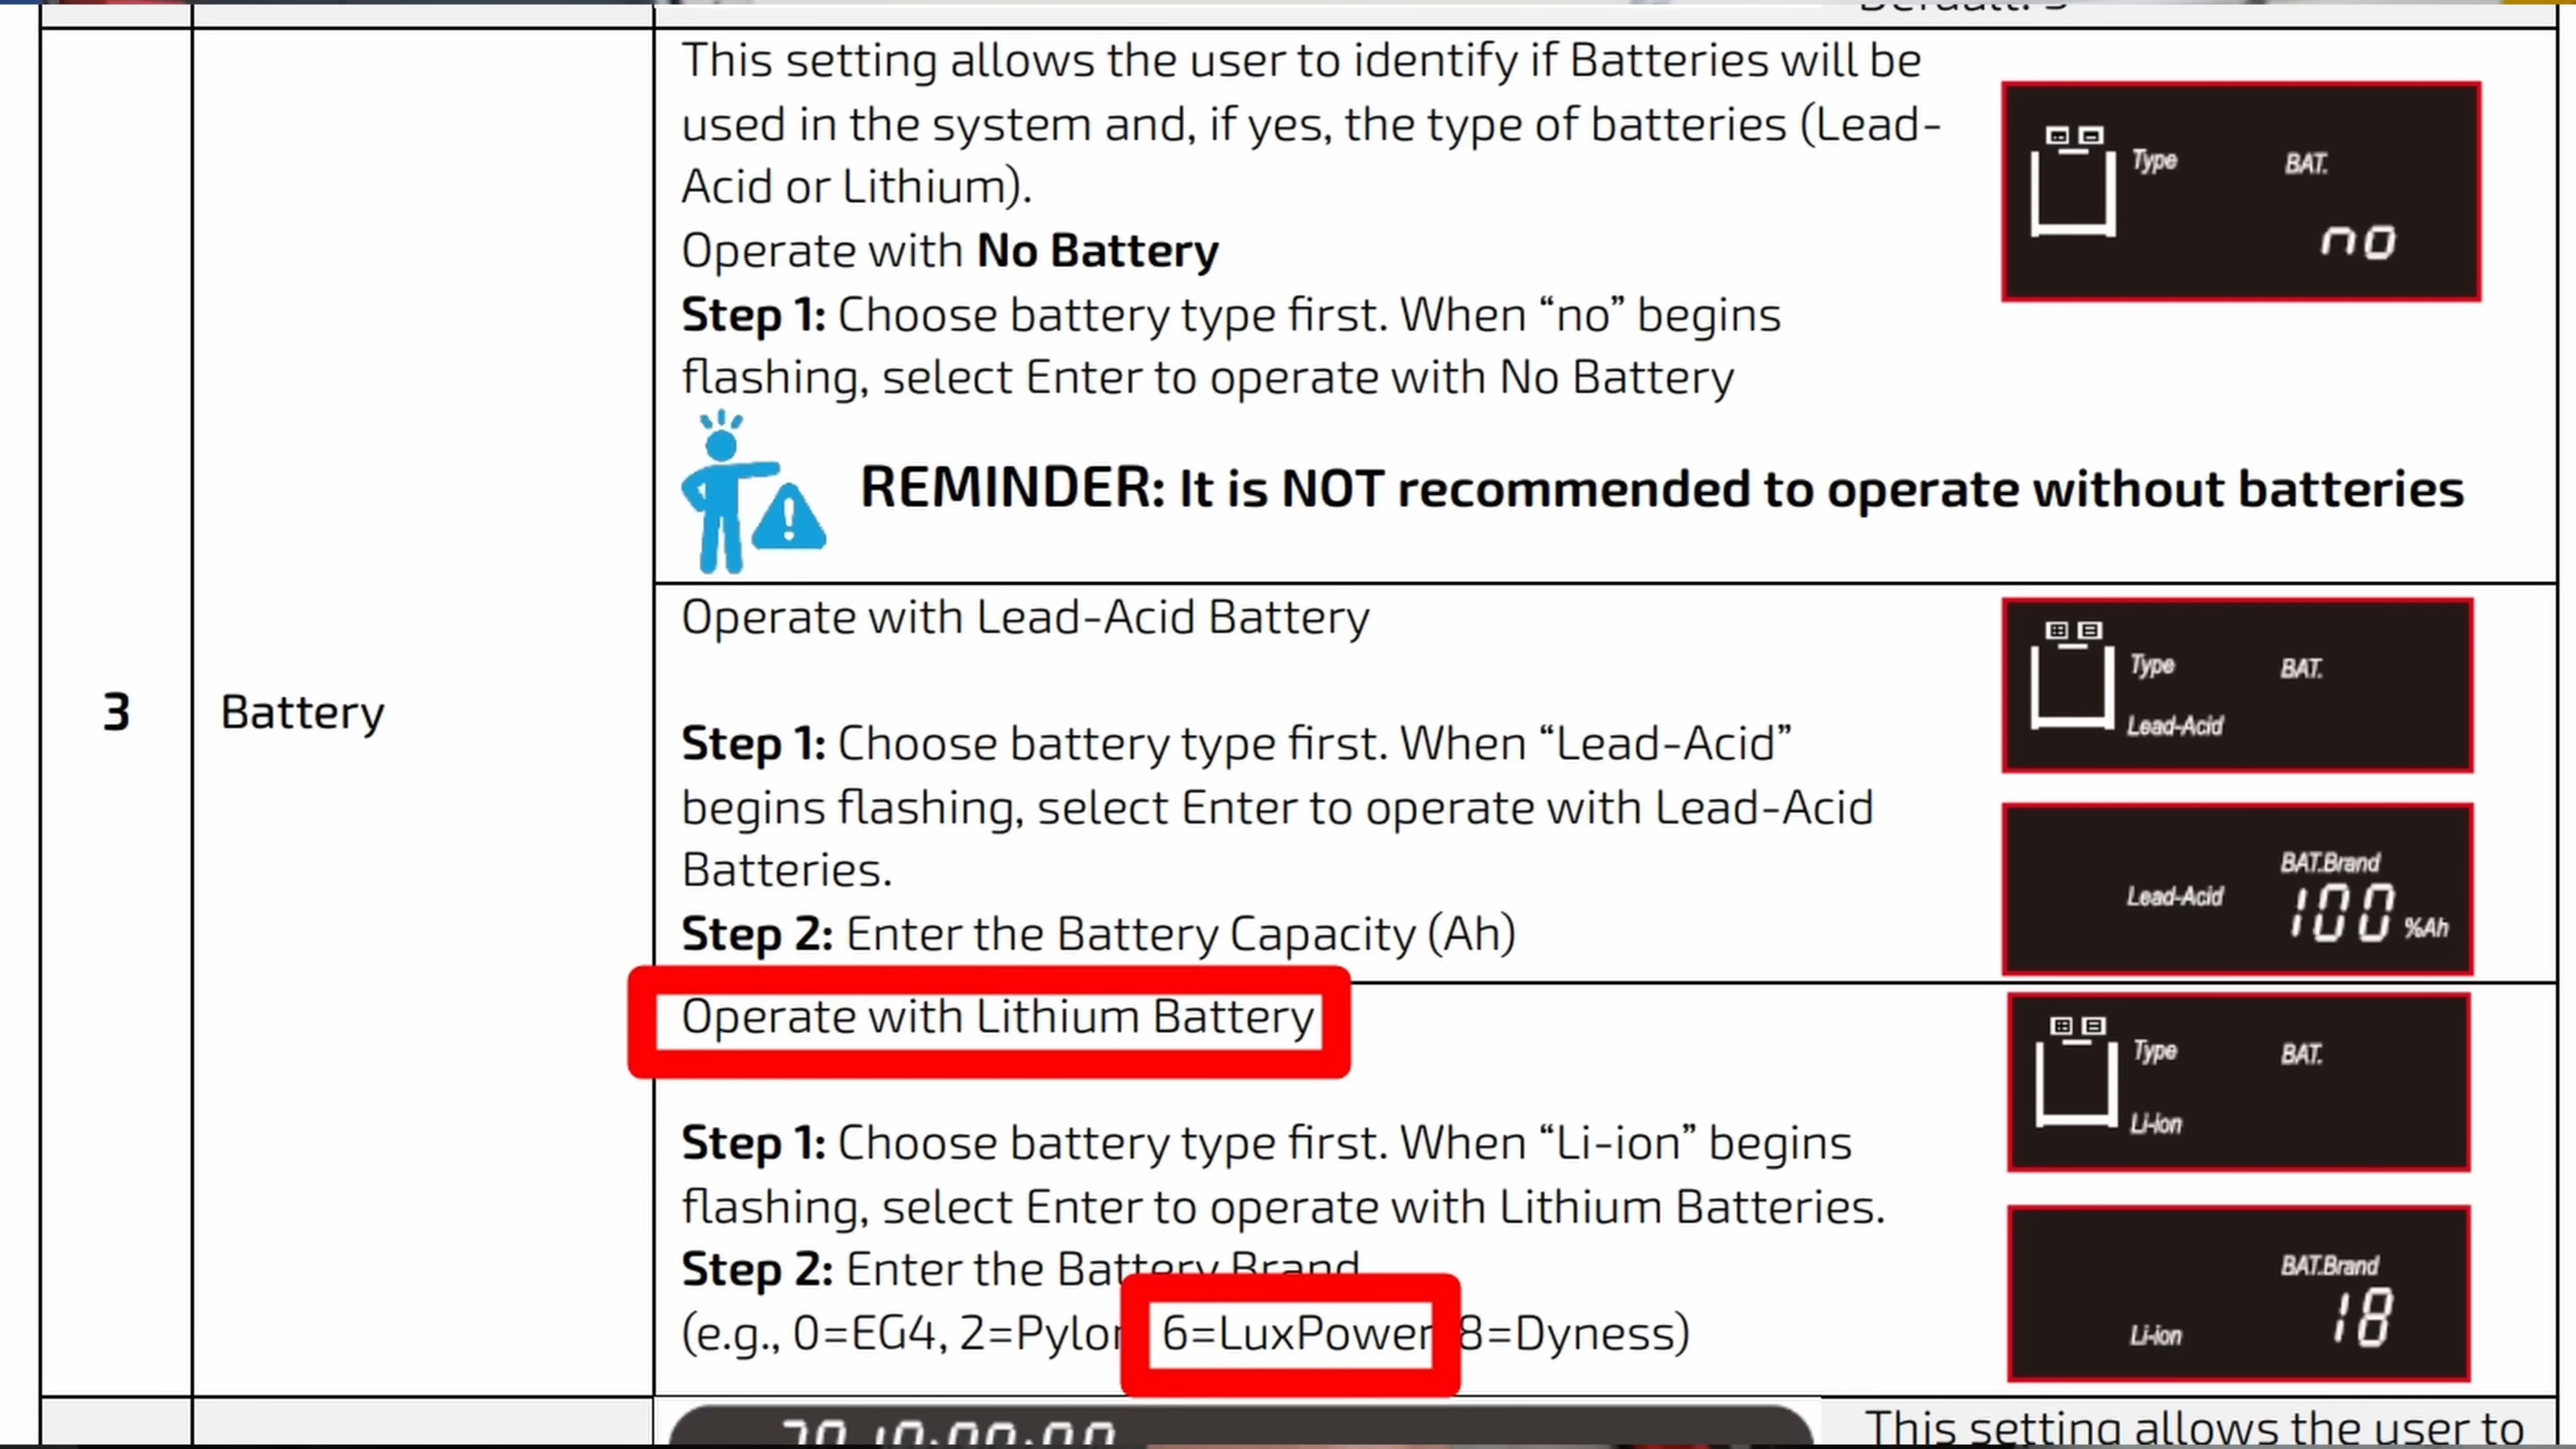 This setting allows the user to identify if Batteries will be
used in the system and, if yes, the type of batteries (Lead-
Acid or Lithium).
Operate with No Battery
Step 1: Choose battery type first. When “no” begins
flashing, select Enter to operate with No Battery
Type BAT.
no
REMINDER: It is NOT recommended to operate without batteries
3
Battery
Operate with Lead-Acid Battery
Step 1: Choose battery type first. When “Lead-Acid”
begins flashing, select Enter to operate with Lead-Acid
Batteries.
Step 2: Enter the Battery Capacity (Ah)
Type BAT.
Lead-Acid
BAT.Brand
Lead-Acid 100 %Ah
Operate with Lithium Battery
Step 1: Choose battery type first. When “Li-ion” begins
flashing, select Enter to operate with Lithium Batteries.
Step 2: Enter the Battery Brand
(e.g., 0=EG4, 2=Pylon 6=LuxPower 8=Dyness)
Type BAT.
Li-ion
BAT.Brand
Li-ion 18
This setting allows the user to